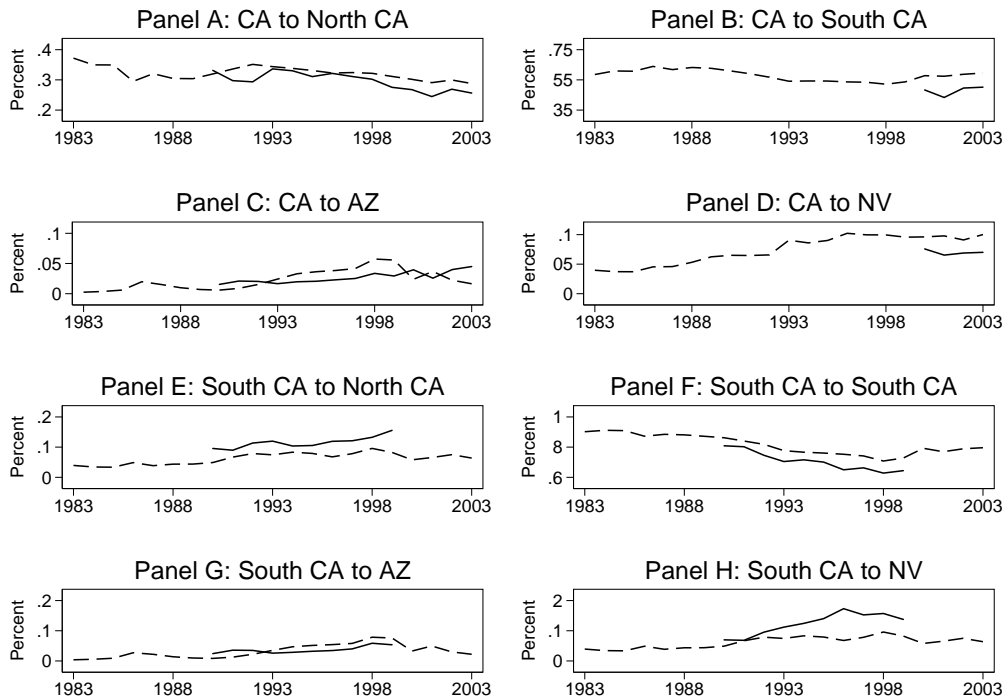 Panel A: CA to North CA
Percent
.4
.3
.2
1983 1988 1993 1998 2003
Panel B: CA to South CA
Percent
.75
55
35
1983 1988 1993 1998 2003
Panel C: CA to AZ
Percent
.1
.05
0
1983 1988 1993 1998 2003
Panel D: CA to NV
Percent
.1
05
0
1983 1988 1993 1998 2003
Panel E: South CA to North CA
Percent
.2
0.1
0
1983 1988 1993 1998 2003
Panel F: South CA to South CA
Percent
1
8
.6
1983 1988 1993 1998 2003
Panel G: South CA to AZ
Percent
.2
.1
0
1983 1988 1993 1998 2003
Panel H: South CA to NV
Percent
2
0.1
0
1983 1988 1993 1998 2003